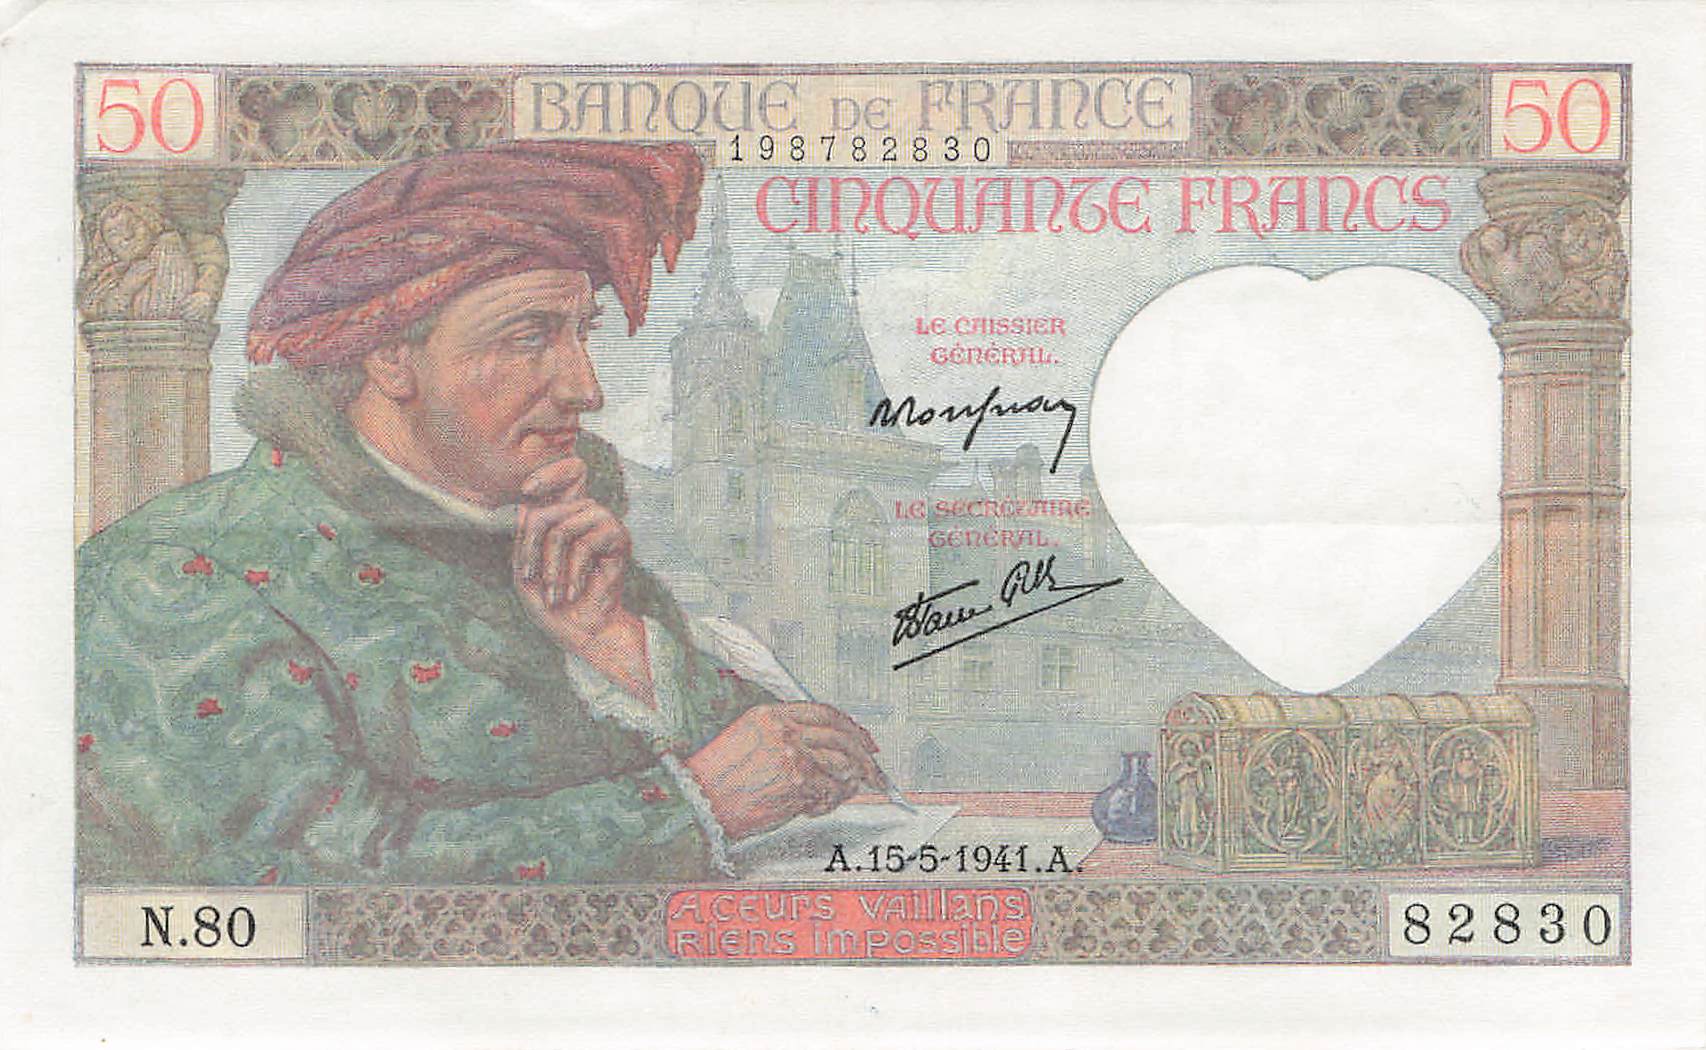 50
BANQUE DE FRANCE
50
198782830
CINQUANTE FRANCS
LE CAISSIER
GÉNÉRAL.
LE SECRÉTAIRE
GÉNÉRAL.
A.15-5-1941.A.
N.80
A CEURS VAILLANS
RIENS IMPOSSIBLE
82830